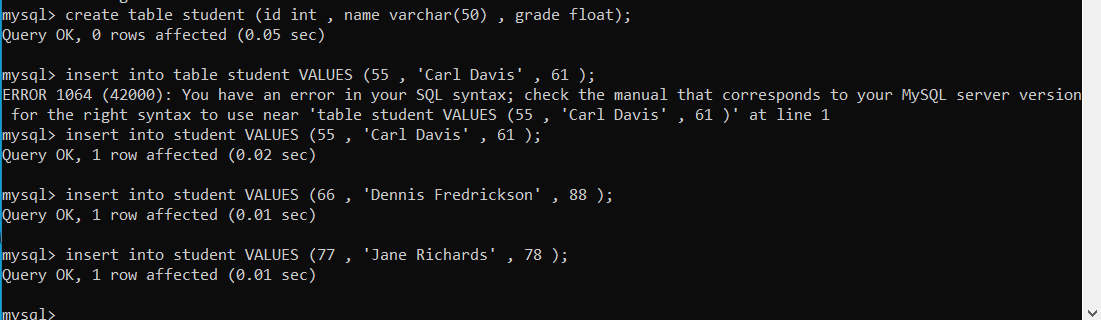 mysql> create table student (id int , name varchar(50) , grade float);
Query OK, 0 rows affected (0.05 sec)
mysql> insert into table student VALUES (55 , 'Carl Davis' , 61 );
ERROR 1064 (42000): You have an error in your SQL syntax; check the manual that corresponds to your MySQL server version
for the right syntax to use near 'table student VALUES (55 , 'Carl Davis' , 61 )' at line 1
mysql> insert into student VALUES (55 , 'Carl Davis' , 61 );
Query OK, 1 row affected (0.02 sec)
mysql> insert into student VALUES (66 , 'Dennis Fredrickson' , 88 );
Query OK, 1 row affected (0.01 sec)
mysql> insert into student VALUES (77 , 'Jane Richards' , 78 );
Query OK, 1 row affected (0.01 sec)
mysql>